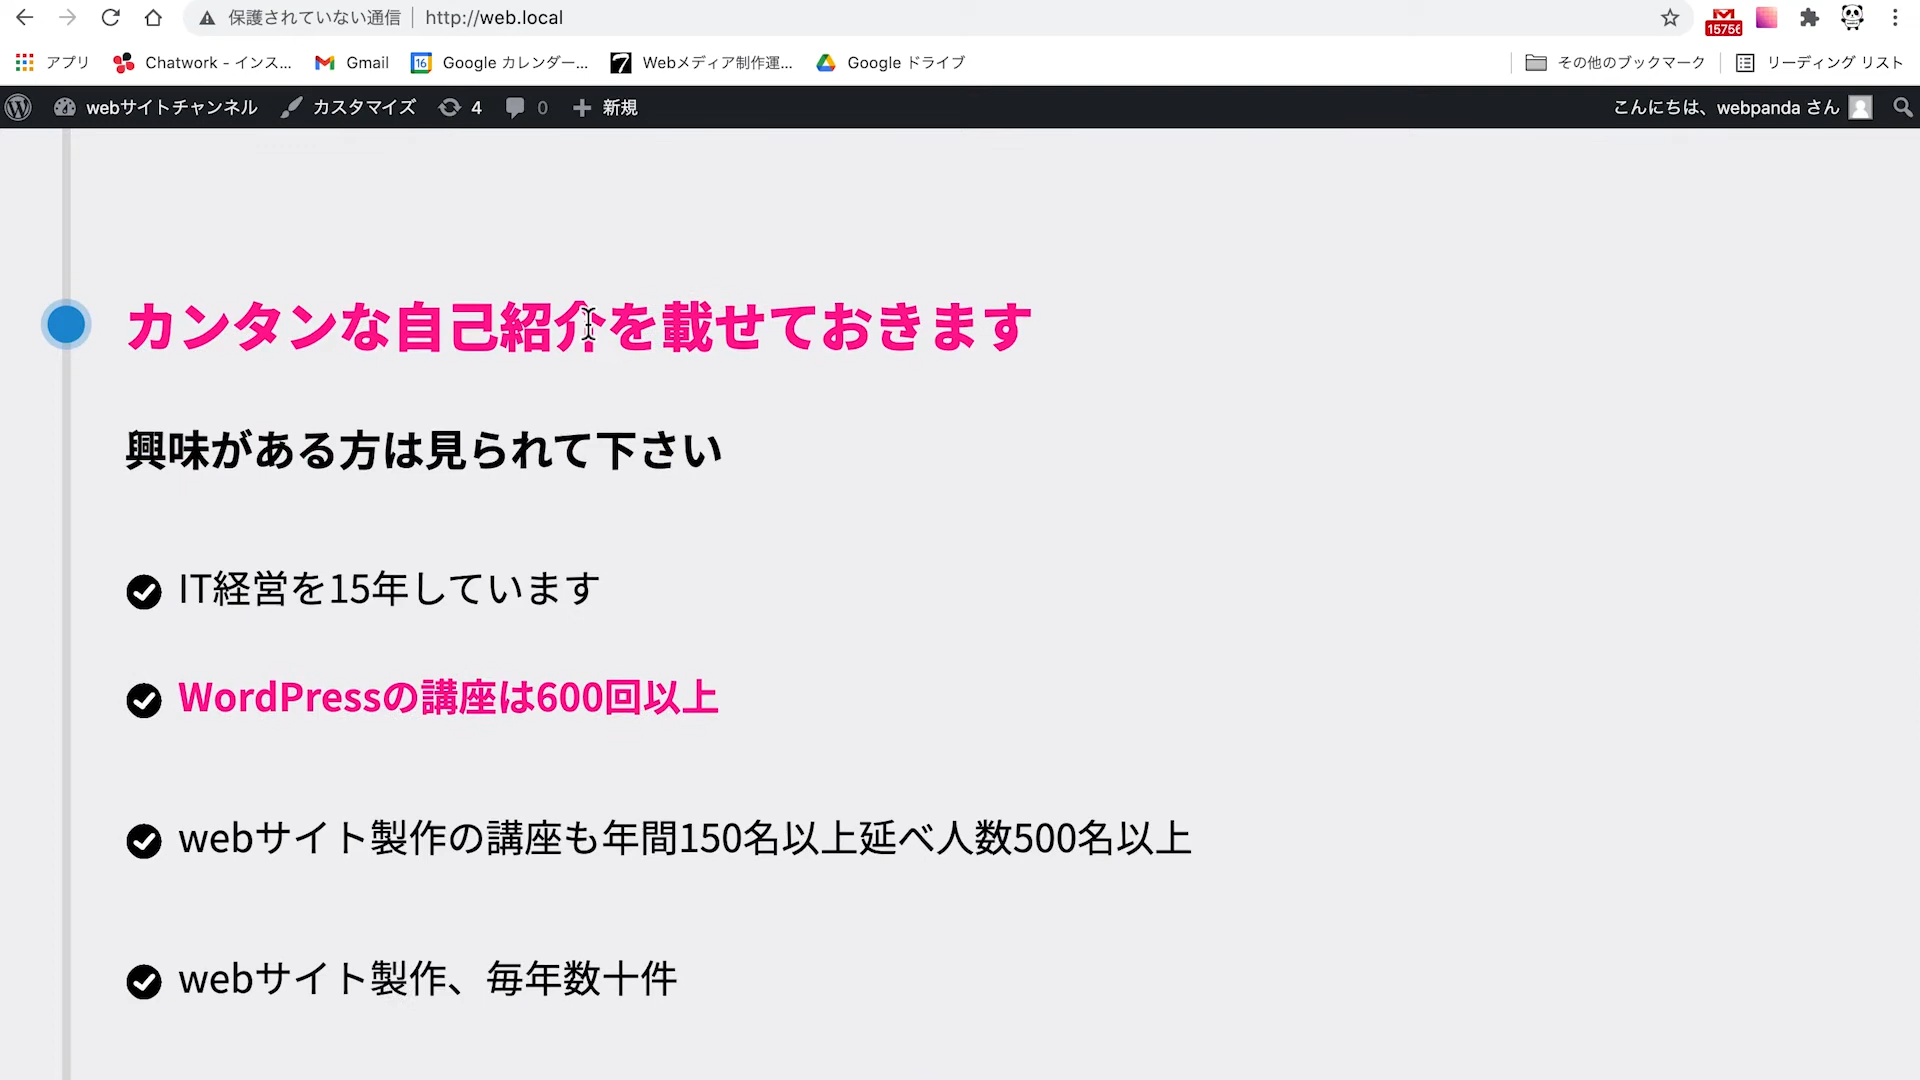 保護されていない通信 | http://web.local
15756
アプリ Chatwork - インス... Gmail 16 Google カレンダー... Webメディア制作運... Google ドライブ その他のブックマーク リーディング リスト
webサイトチャンネル カスタマイズ 4 0 新規 こんにちは、webpanda さん
カンタンな自己紹介を載せておきます
興味がある方は見られて下さい
IT経営を15年しています
WordPressの講座は600回以上
webサイト製作の講座も年間150名以上延べ人数500名以上
webサイト製作、毎年数十件